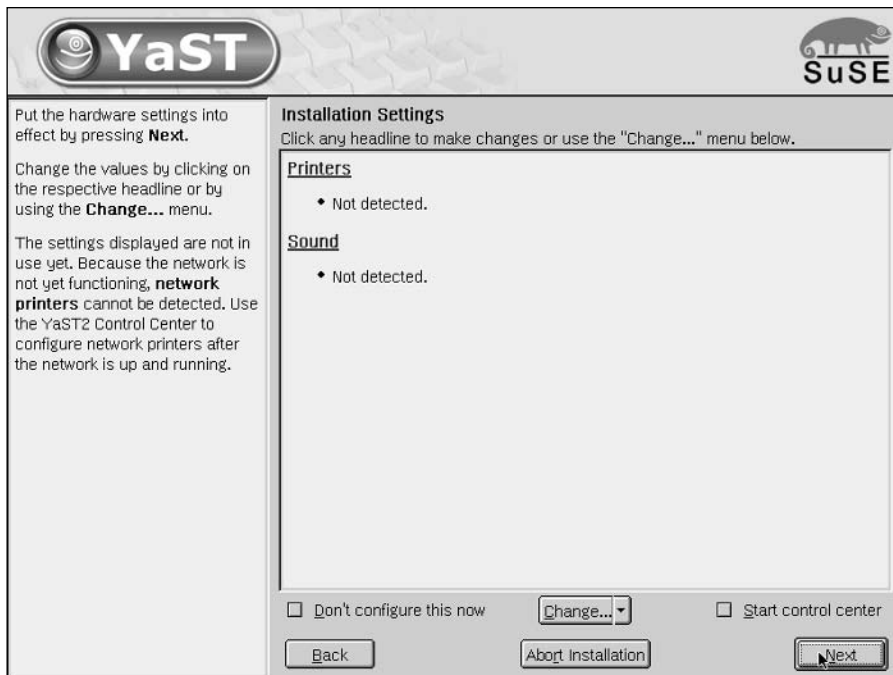 YaST
SuSE
Put the hardware settings into
effect by pressing Next.
Change the values by clicking on
the respective headline or by
using the Change... menu.
The settings displayed are not in
use yet. Because the network is
not yet functioning, network
printers cannot be detected. Use
the YaST2 Control Center to
configure network printers after
the network is up and running.
Installation Settings
Click any headline to make changes or use the "Change..." menu below.
Printers
• Not detected.
Sound
• Not detected.
Don't configure this now
Change...
Start control center
Back
Abort Installation
Next